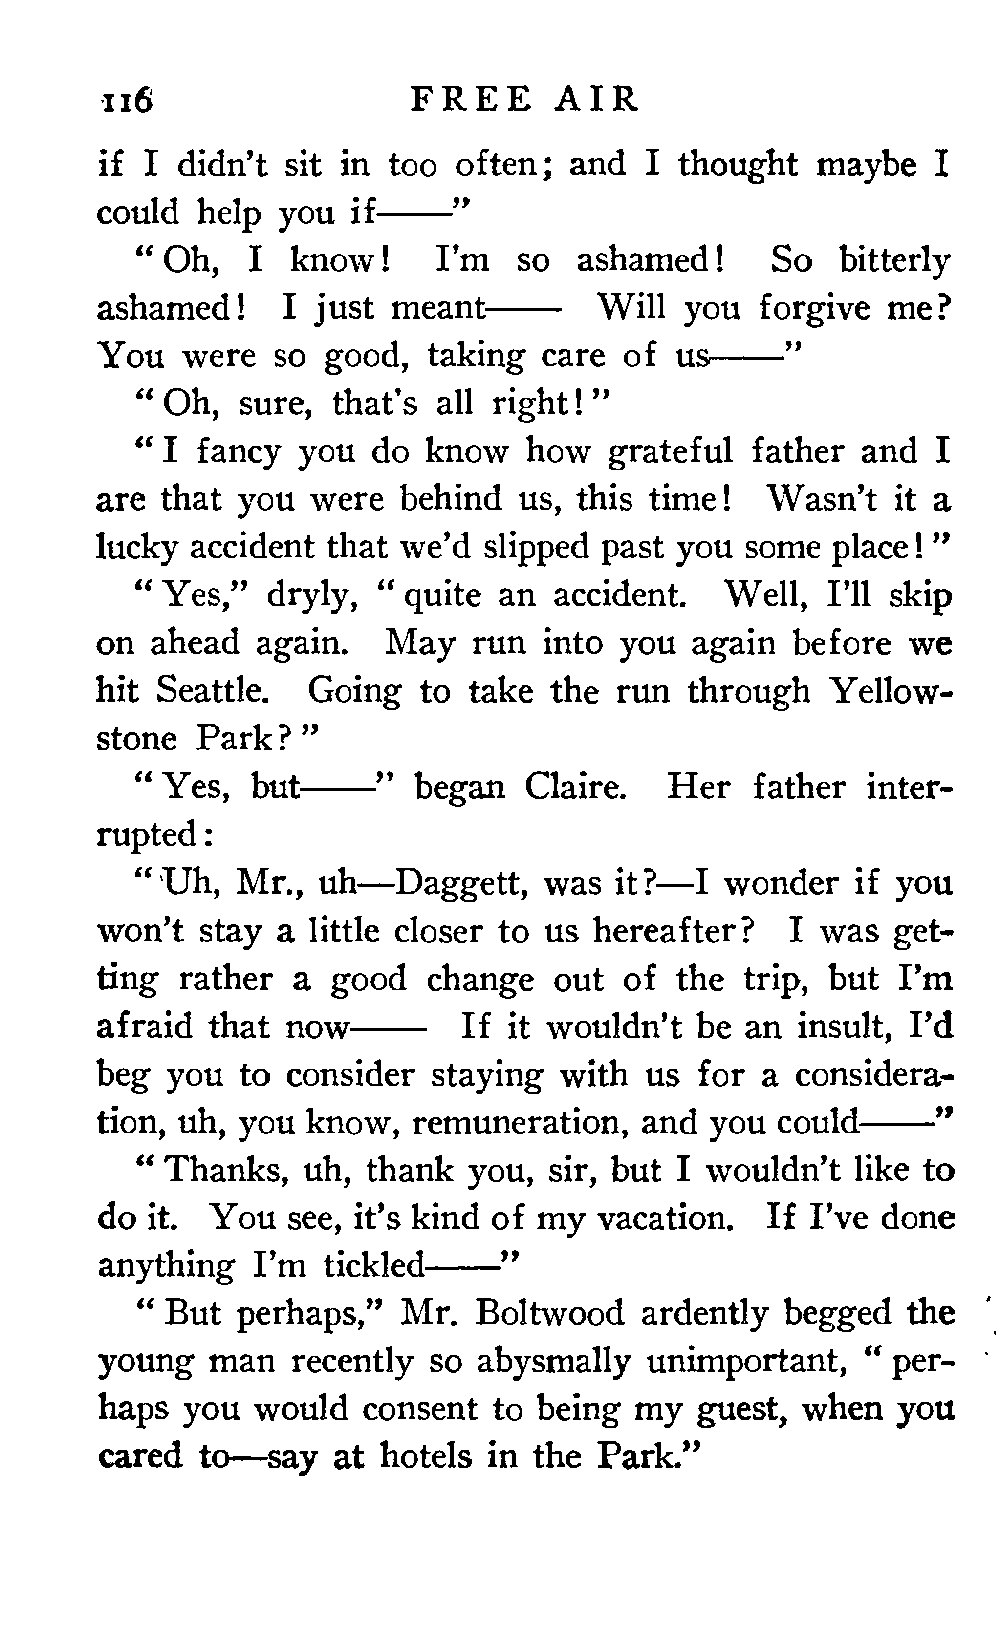 116 FREE AIR
if I didn't sit in too often; and I thought maybe I
could help you if——"
"Oh, I know! I'm so ashamed! So bitterly
ashamed! I just meant—— Will you forgive me?
You were so good, taking care of us——"
"Oh, sure, that's all right!"
"I fancy you do know how grateful father and I
are that you were behind us, this time! Wasn't it a
lucky accident that we'd slipped past you some place!"
"Yes," dryly, "quite an accident. Well, I'll skip
on ahead again. May run into you again before we
hit Seattle. Going to take the run through Yellow-
stone Park?"
"Yes, but——" began Claire. Her father inter-
rupted:
"Uh, Mr., uh—Daggett, was it?—I wonder if you
won't stay a little closer to us hereafter? I was get-
ting rather a good change out of the trip, but I'm
afraid that now—— If it wouldn't be an insult, I'd
beg you to consider staying with us for a considera-
tion, uh, you know, remuneration, and you could——"
"Thanks, uh, thank you, sir, but I wouldn't like to
do it. You see, it's kind of my vacation. If I've done
anything I'm tickled——"
"But perhaps," Mr. Boltwood ardently begged the
young man recently so abysmally unimportant, "per-
haps you would consent to being my guest, when you
cared to—say at hotels in the Park."